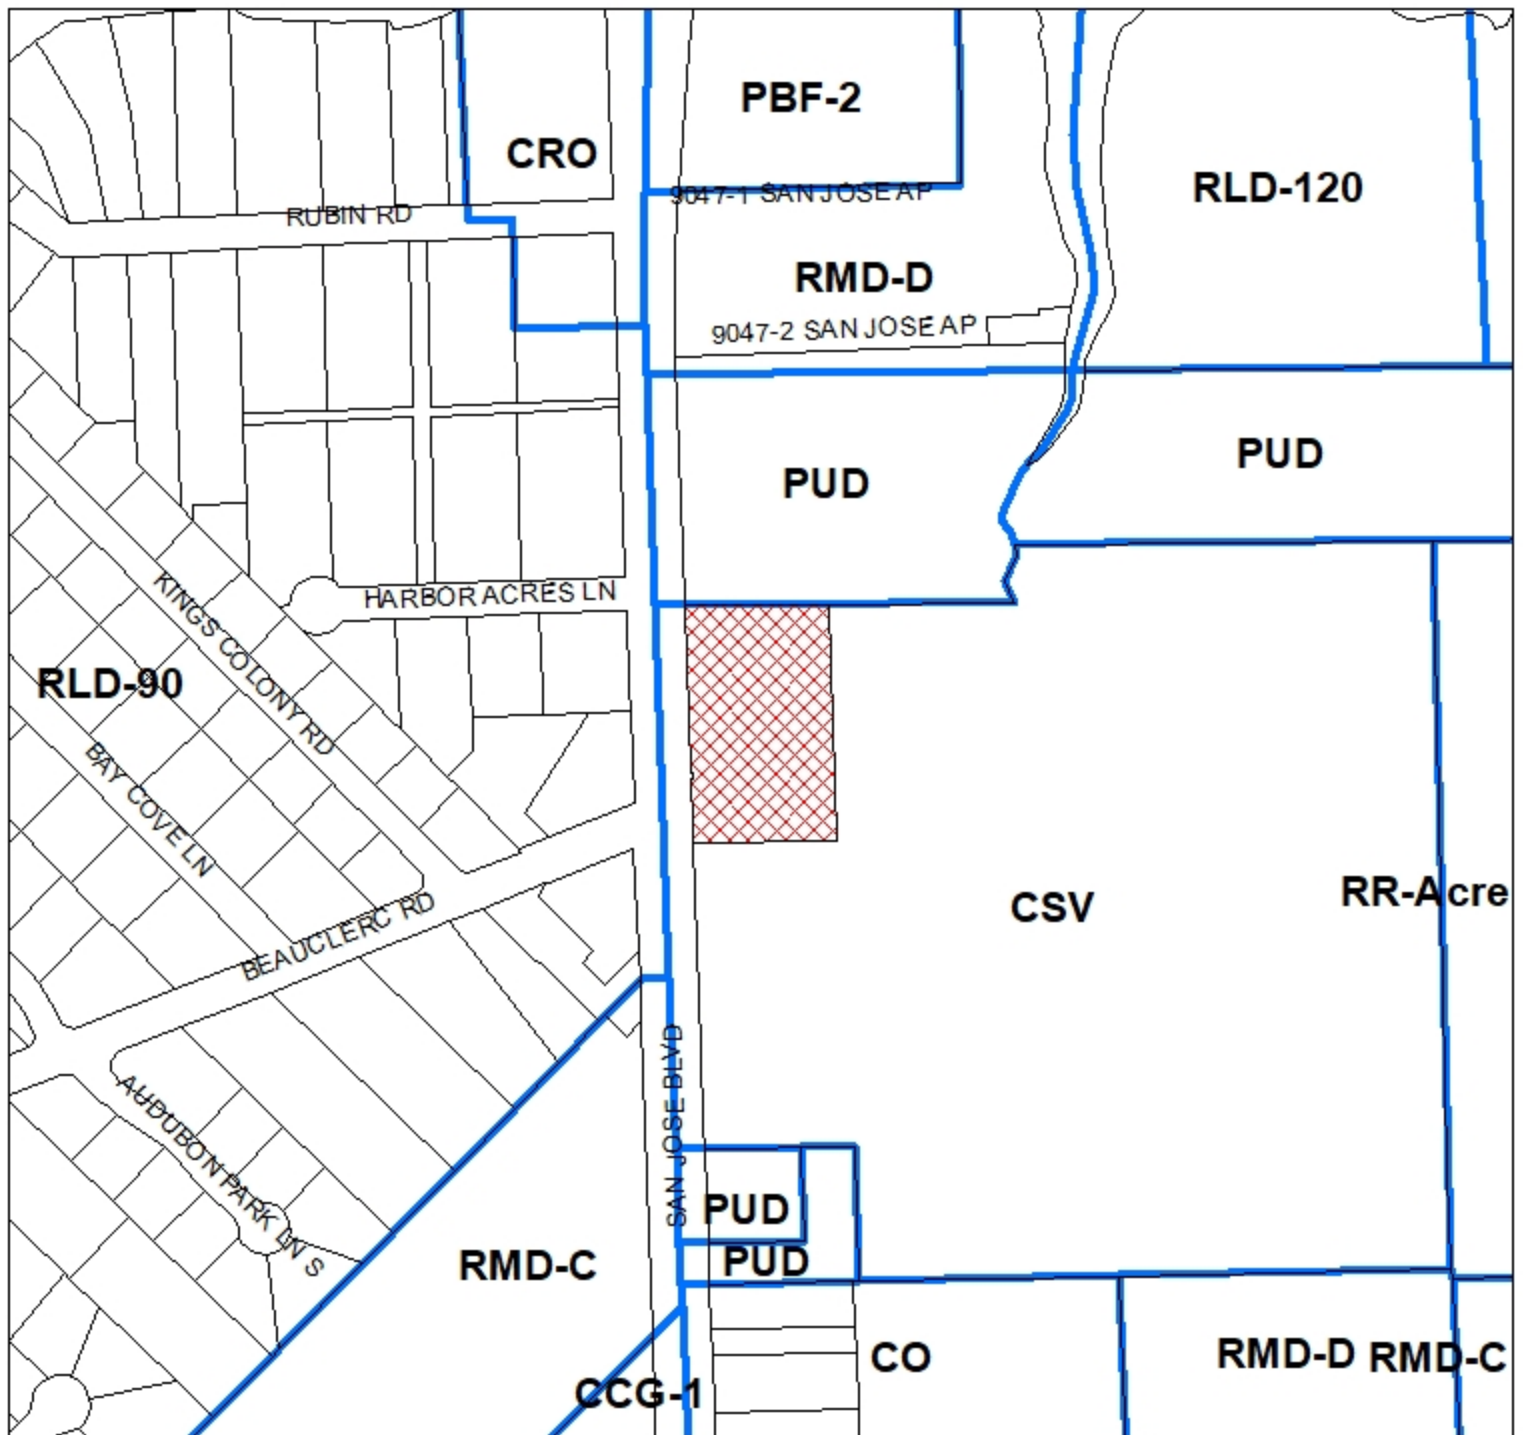 PBF-2
CRO
RLD-120
9047-1 SAN JOSE AP
RUBIN RD
RMD-D
9047-2 SAN JOSE AP
PUD
PUD
HARBOR ACRES LN
KINGS COLONY RD
RLD-90
BAY COVE LN
CSV
RR-Acre
BEAUCLERC RD
SAN JOSE BLVD
AUDUBON PARK LN S
PUD
PUD
RMD-C
CO
RMD-D
RMD-C
CCG-1